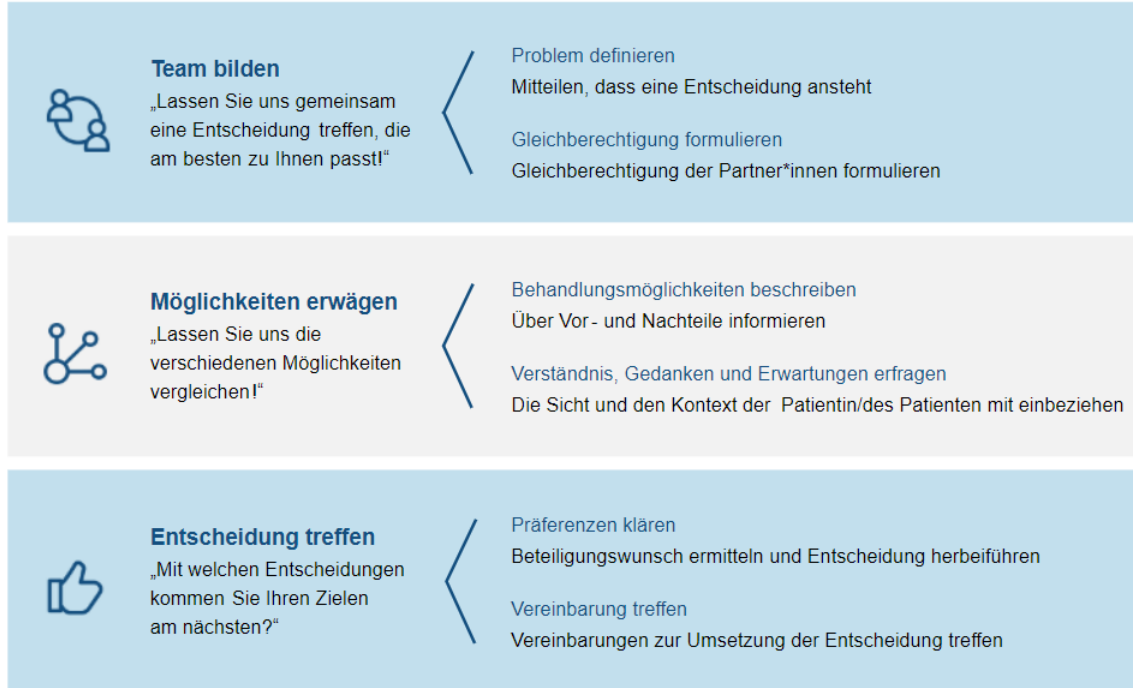 Team bilden
„Lassen Sie uns gemeinsam
eine Entscheidung treffen, die
am besten zu Ihnen passt!“
Problem definieren
Mitteilen, dass eine Entscheidung ansteht
Gleichberechtigung formulieren
Gleichberechtigung der Partner*innen formulieren
Möglichkeiten erwägen
„Lassen Sie uns die
verschiedenen Möglichkeiten
vergleichen!“
Behandlungsmöglichkeiten beschreiben
Über Vor- und Nachteile informieren
Verständnis, Gedanken und Erwartungen erfragen
Die Sicht und den Kontext der Patientin/des Patienten mit einbeziehen
Entscheidung treffen
„Mit welchen Entscheidungen
kommen Sie Ihren Zielen
am nächsten?“
Präferenzen klären
Beteiligungswunsch ermitteln und Entscheidung herbeiführen
Vereinbarung treffen
Vereinbarungen zur Umsetzung der Entscheidung treffen